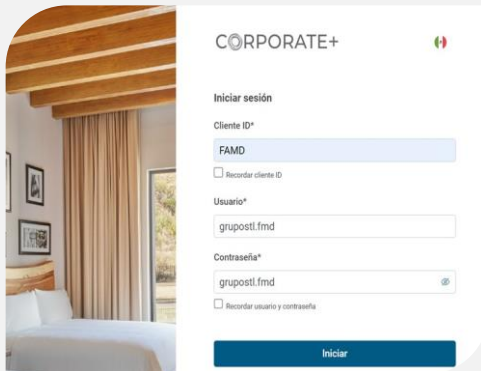 CORPORATE+
Iniciar sesión
Cliente ID*
FAMD
Recordar cliente ID
Usuario*
grupostl.fmd
Contraseña*
grupostl.fmd
Recordar usuario y contraseña
Iniciar